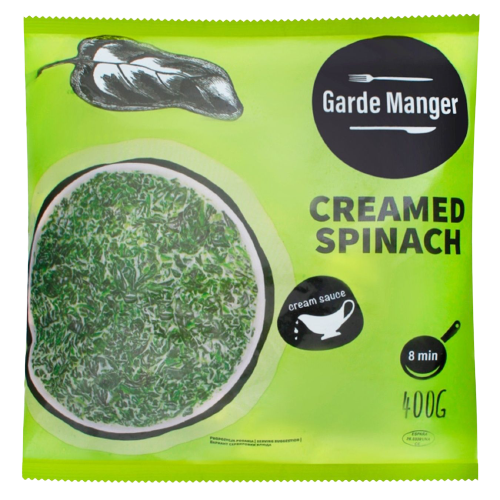 Garde Manger
CREAMED
SPINACH
cream sauce
8 min
400G